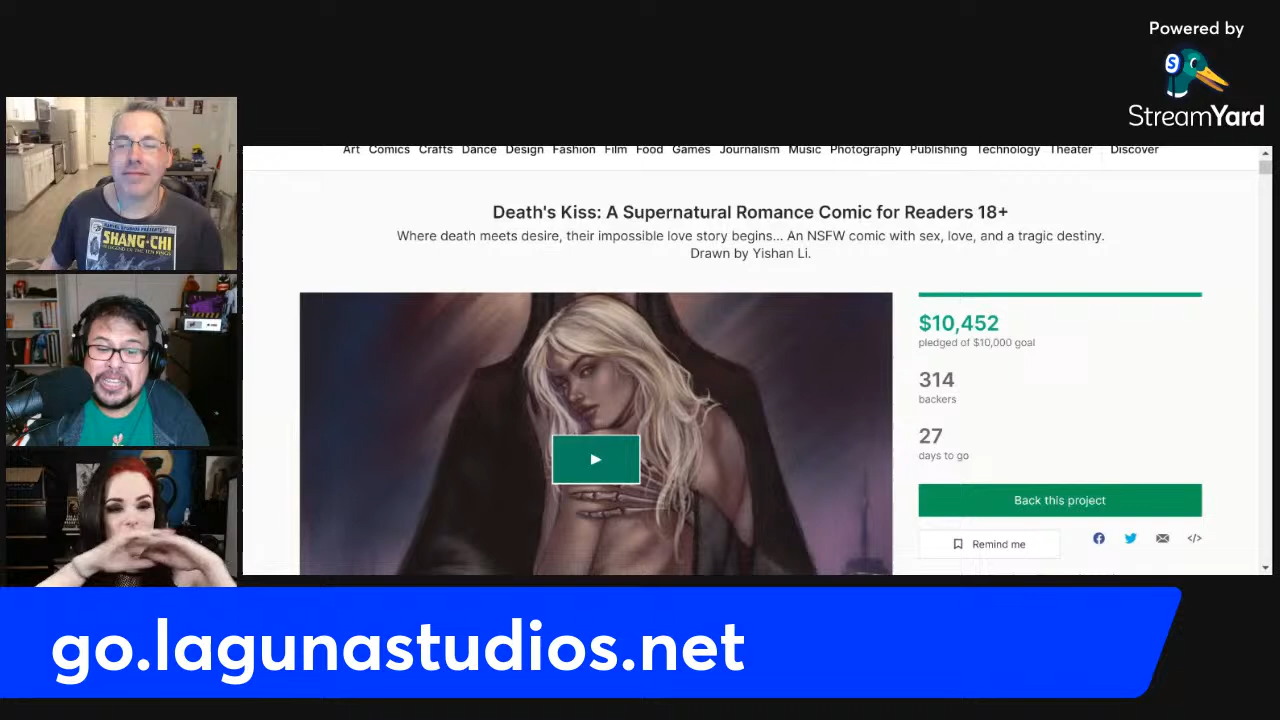 Powered by
StreamYard
Art Comics Crafts Dance Design Fashion Film Food Games Journalism Music Photography Publishing Technology Theater Discover
Death's Kiss: A Supernatural Romance Comic for Readers 18+
Where death meets desire, their impossible love story begins... An NSFW comic with sex, love, and a tragic destiny.
Drawn by Yishan Li.
$10,452
pledged of $10,000 goal
314
backers
27
days to go
Back this project
Remind me
SHANG-CHI
go.lagunastudios.net